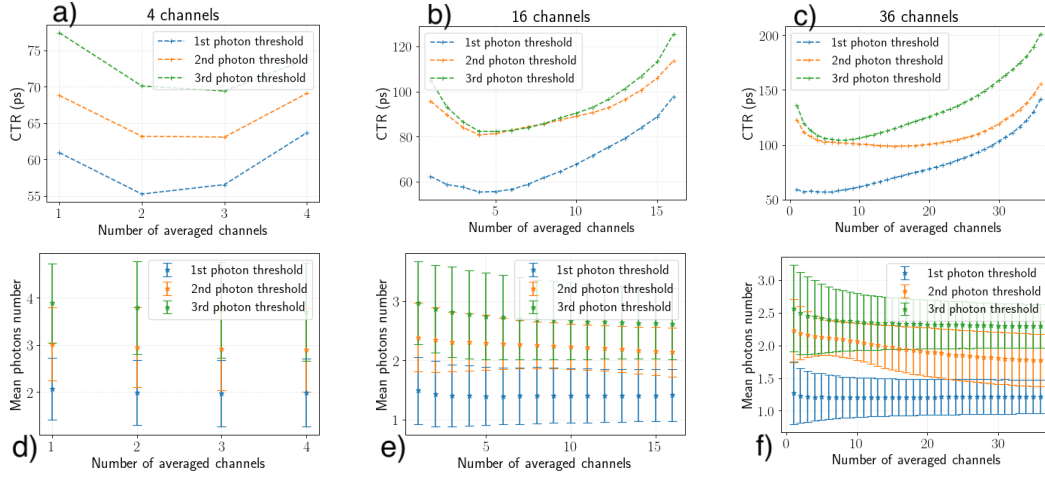 a)
4 channels
CTR (ps)
75
70
65
60
55
1st photon threshold
2nd photon threshold
3rd photon threshold
1 2 3 4
Number of averaged channels
b)
16 channels
CTR (ps)
120
100
80
60
1st photon threshold
2nd photon threshold
3rd photon threshold
5 10 15
Number of averaged channels
c)
36 channels
CTR (ps)
200
150
100
50
1st photon threshold
2nd photon threshold
3rd photon threshold
0 10 20 30
Number of averaged channels
Mean photons number
4
3
2
1st photon threshold
2nd photon threshold
3rd photon threshold
1 2 3 4
d)
Number of averaged channels
Mean photons number
3
2
1
1st photon threshold
2nd photon threshold
3rd photon threshold
5 10 15
e)
Number of averaged channels
Mean photons number
3.0
2.5
2.0
1.5
1.0
1st photon threshold
2nd photon threshold
3rd photon threshold
0 10 20 30
f)
Number of averaged channels